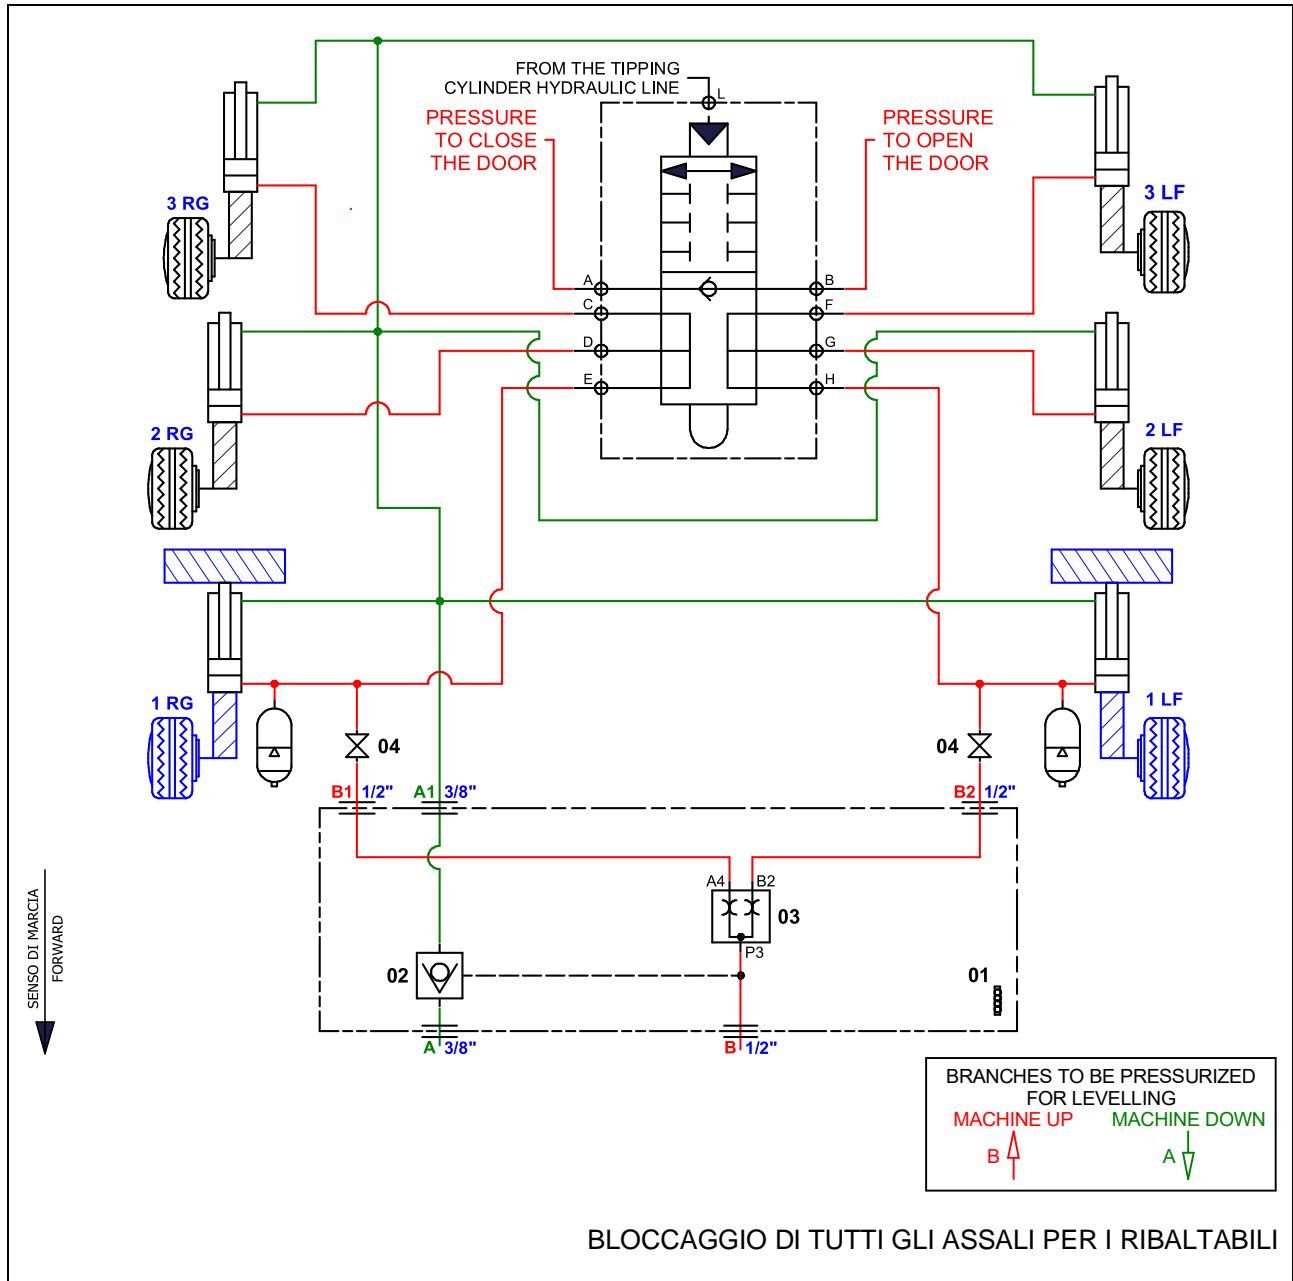 FROM THE TIPPING
CYLINDER HYDRAULIC LINE
L
PRESSURE
TO CLOSE
THE DOOR
PRESSURE
TO OPEN
THE DOOR
3 RG
3 LF
A
B
C
F
D
G
E
H
2 RG
2 LF
1 RG
1 LF
04
04
B1 1/2"
A1 3/8"
B2 1/2"
A4
B2
03
P3
02
01
A 3/8"
B 1/2"
SENSO DI MARCIA
FORWARD
BRANCHES TO BE PRESSURIZED
FOR LEVELLING
MACHINE UP
MACHINE DOWN
B
A
BLOCCAGGIO DI TUTTI GLI ASSALI PER I RIBALTABILI